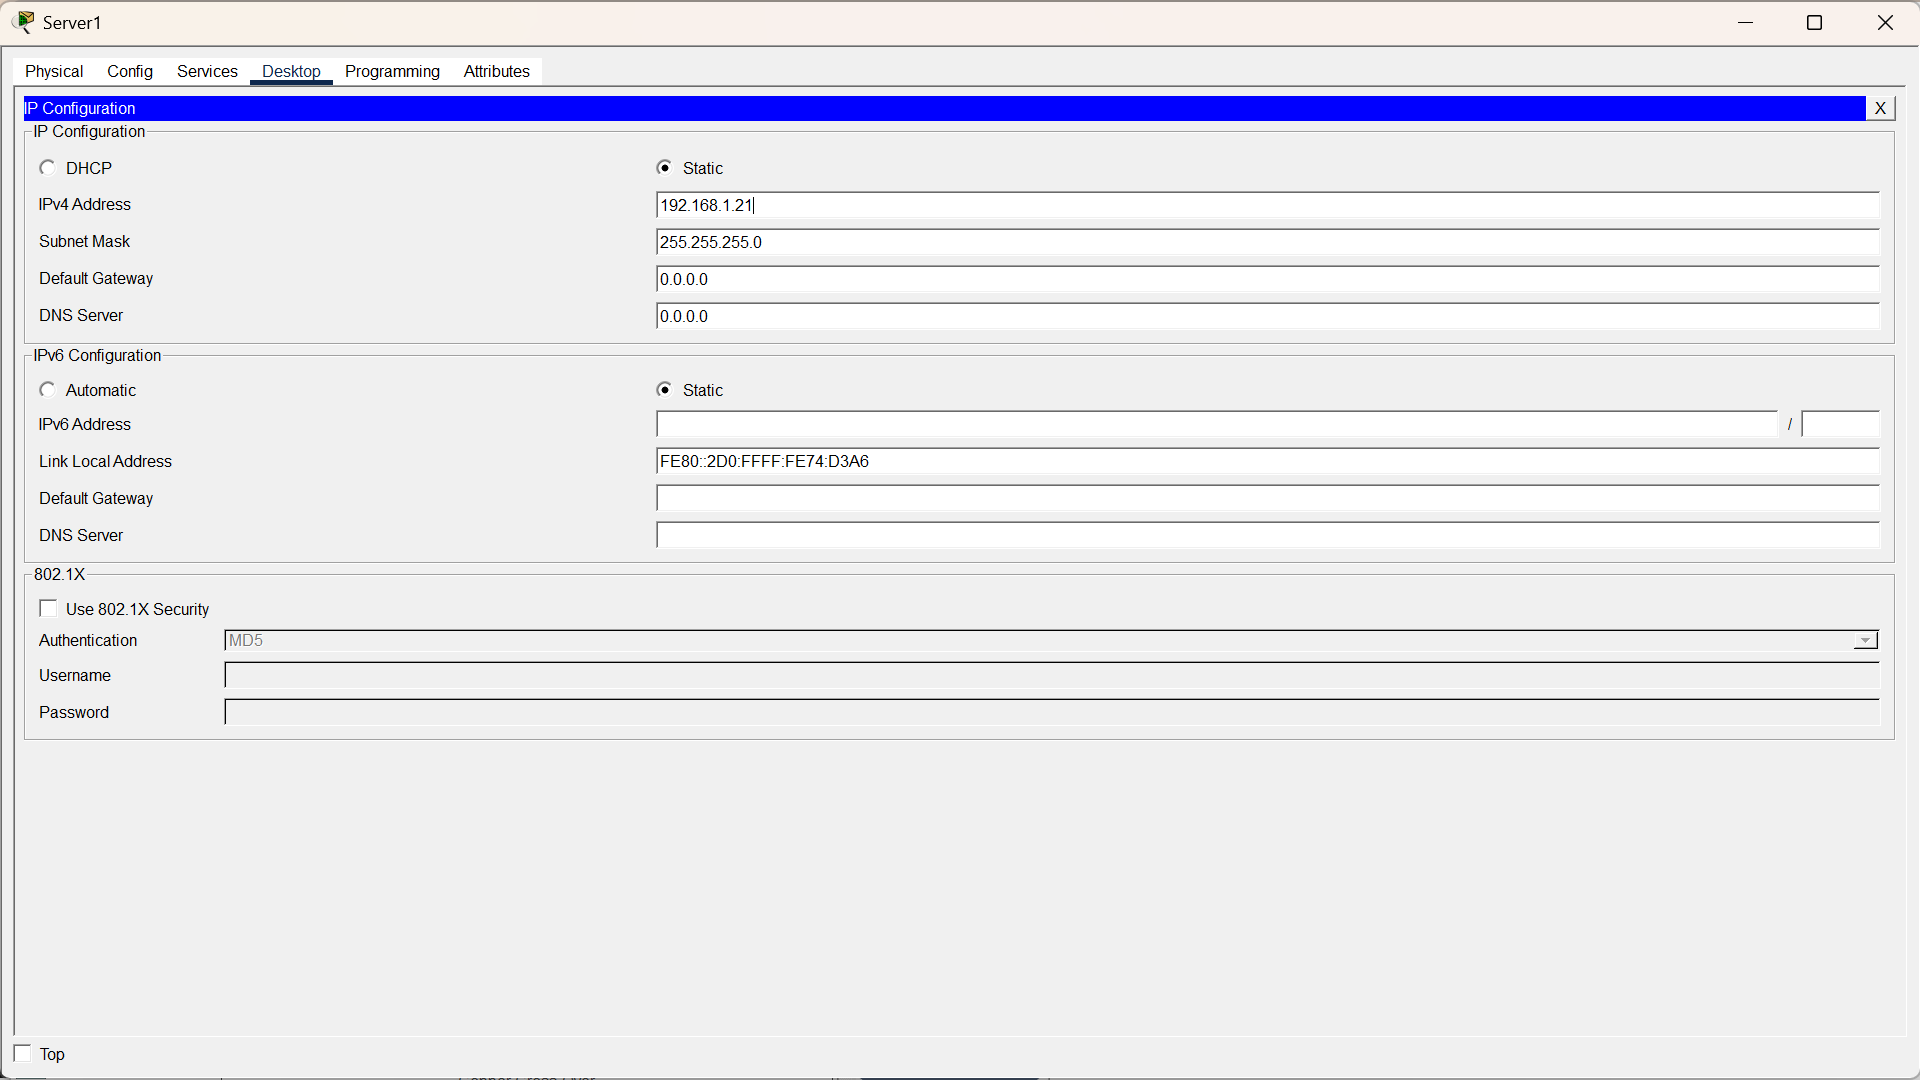 Server1
Physical Config Services Desktop Programming Attributes
IP Configuration X
IP Configuration
DHCP Static
IPv4 Address 192.168.1.21
Subnet Mask 255.255.255.0
Default Gateway 0.0.0.0
DNS Server 0.0.0.0
IPv6 Configuration
Automatic Static
IPv6 Address /
Link Local Address FE80::2D0:FFFF:FE74:D3A6
Default Gateway
DNS Server
802.1X
Use 802.1X Security
Authentication MD5
Username
Password
Top